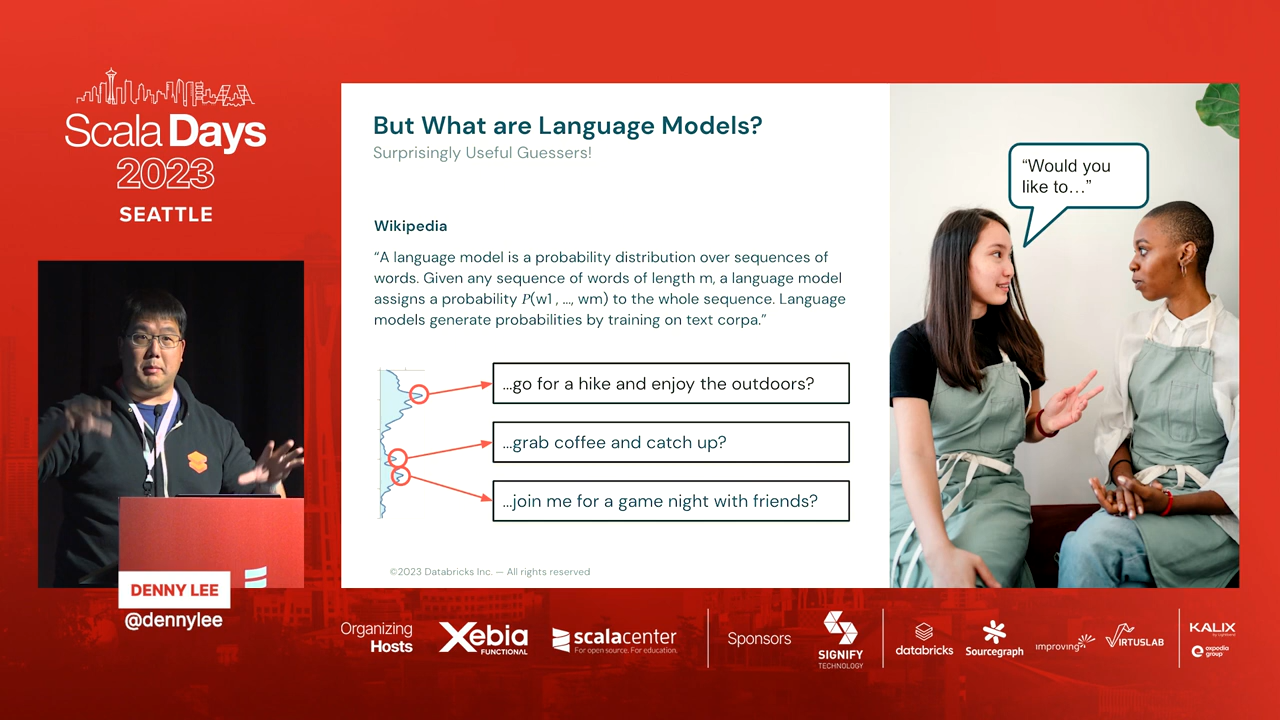 Scala Days
2023
SEATTLE
But What are Language Models?
Surprisingly Useful Guessers!
Wikipedia
“A language model is a probability distribution over sequences of
words. Given any sequence of words of length m, a language model
assigns a probability P(w1 , ..., wm) to the whole sequence. Language
models generate probabilities by training on text corpa.”
...go for a hike and enjoy the outdoors?
...grab coffee and catch up?
...join me for a game night with friends?
©2023 Databricks Inc. — All rights reserved
“Would you
like to...”
DENNY LEE
@dennylee
Organizing
Hosts
Xebia
FUNCTIONAL
scalacenter
For open source. For education.
Sponsors
SIGNIFY
TECHNOLOGY
databricks
Sourcegraph
improving
VIRTUSLAB
KALIX
by Lightbend
expedia
group